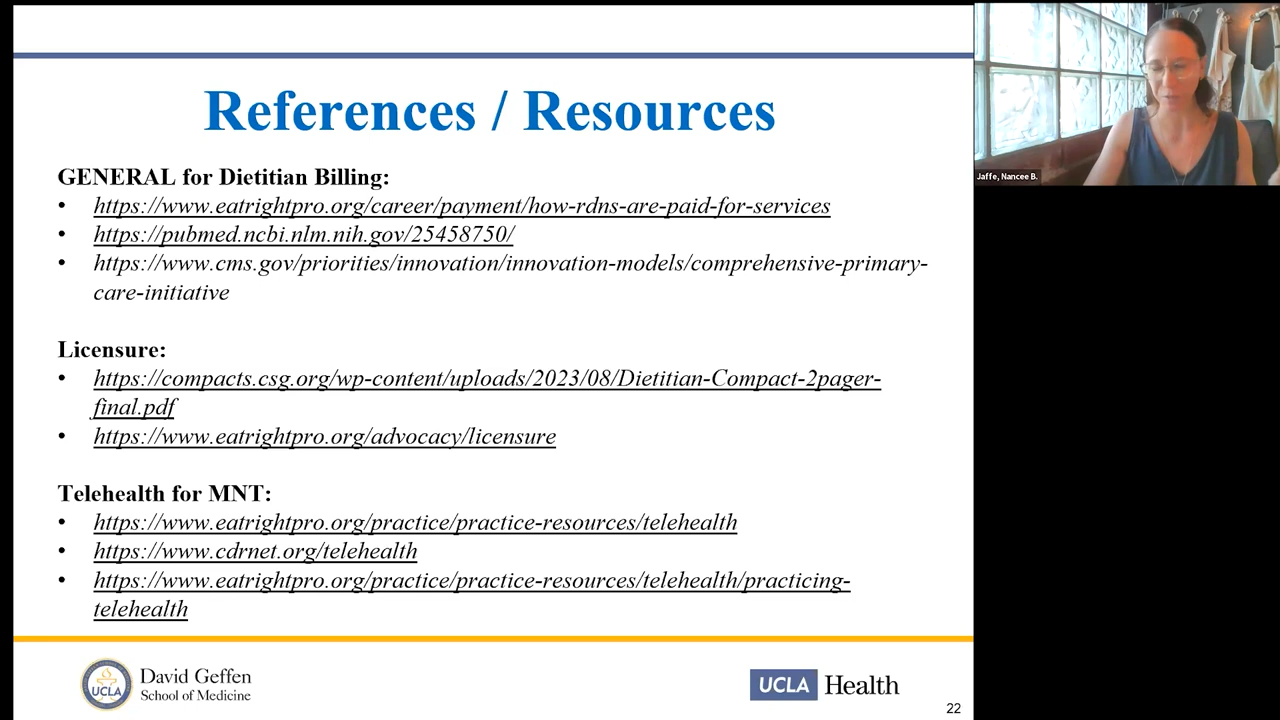 References / Resources
GENERAL for Dietitian Billing:
• https://www.eatrightpro.org/career/payment/how-rdns-are-paid-for-services
• https://pubmed.ncbi.nlm.nih.gov/25458750/
• https://www.cms.gov/priorities/innovation/innovation-models/comprehensive-primary-
care-initiative
Licensure:
• https://compacts.csg.org/wp-content/uploads/2023/08/Dietitian-Compact-2pager-
final.pdf
• https://www.eatrightpro.org/advocacy/licensure
Telehealth for MNT:
• https://www.eatrightpro.org/practice/practice-resources/telehealth
• https://www.cdrnet.org/telehealth
• https://www.eatrightpro.org/practice/practice-resources/telehealth/practicing-
telehealth
UCLA
David Geffen
School of Medicine
UCLA Health
22
Jaffe, Nancee B.